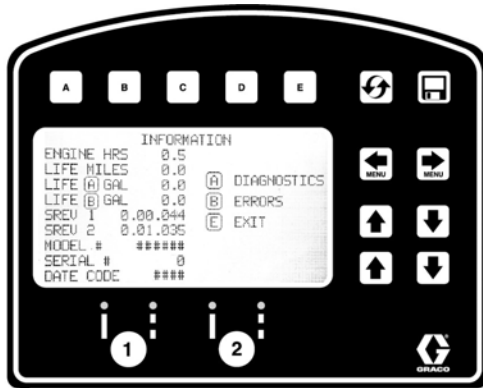 A B C D E
INFORMATION
ENGINE HRS 0.5
LIFE MILES 0.0
LIFE A GAL 0.0
LIFE B GAL 0.0
SREV 1 0.00.044
SREV 2 0.01.035
MODEL # ######
SERIAL # 0
DATE CODE ####
A DIAGNOSTICS
B ERRORS
E EXIT
MENU MENU
1 2
GRACO